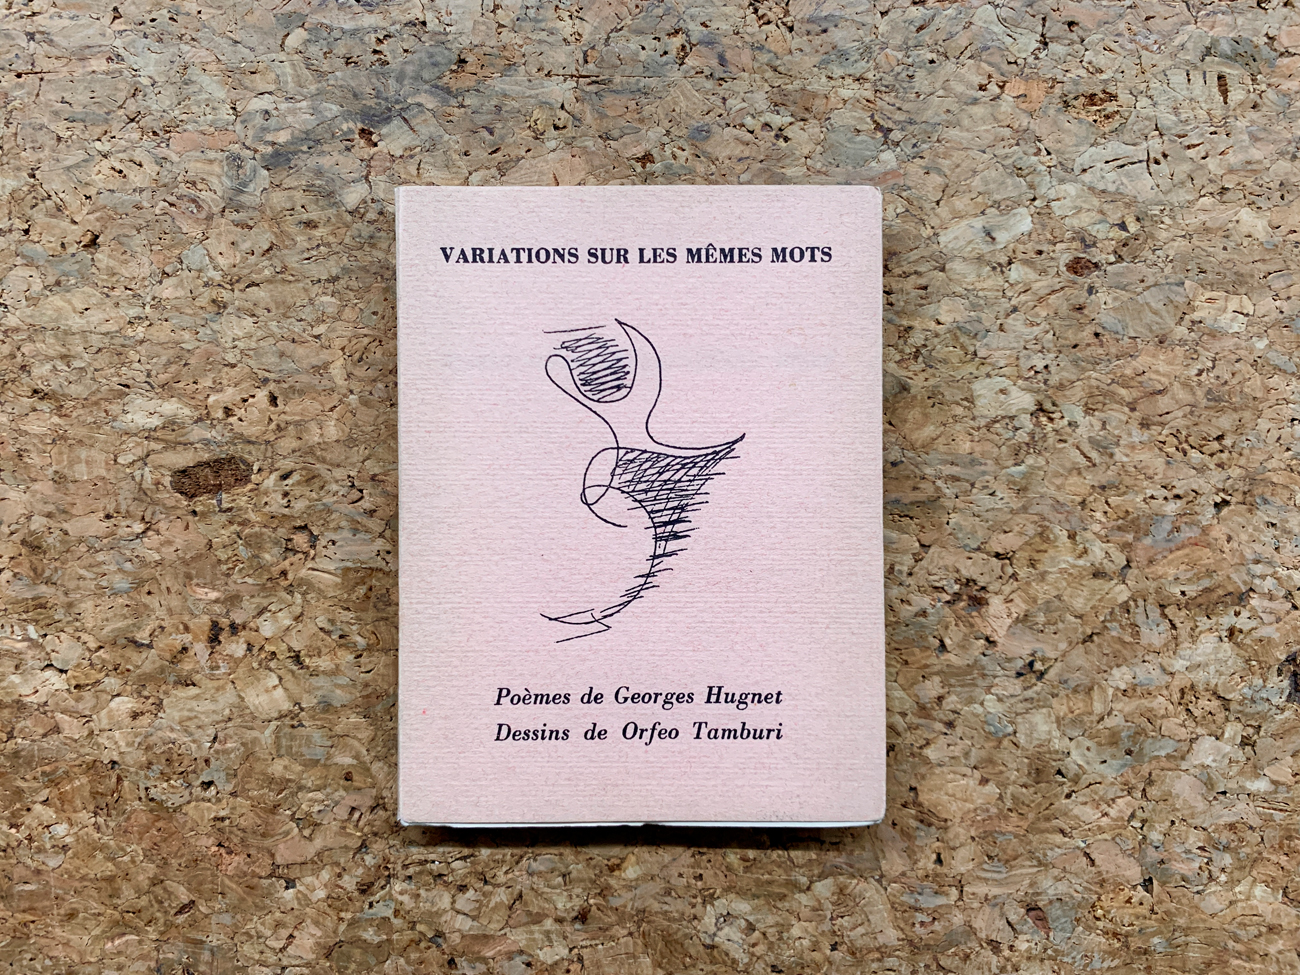 VARIATIONS SUR LES MÊMES MOTS
Poèmes de Georges Hugnet
Dessins de Orfeo Tamburi